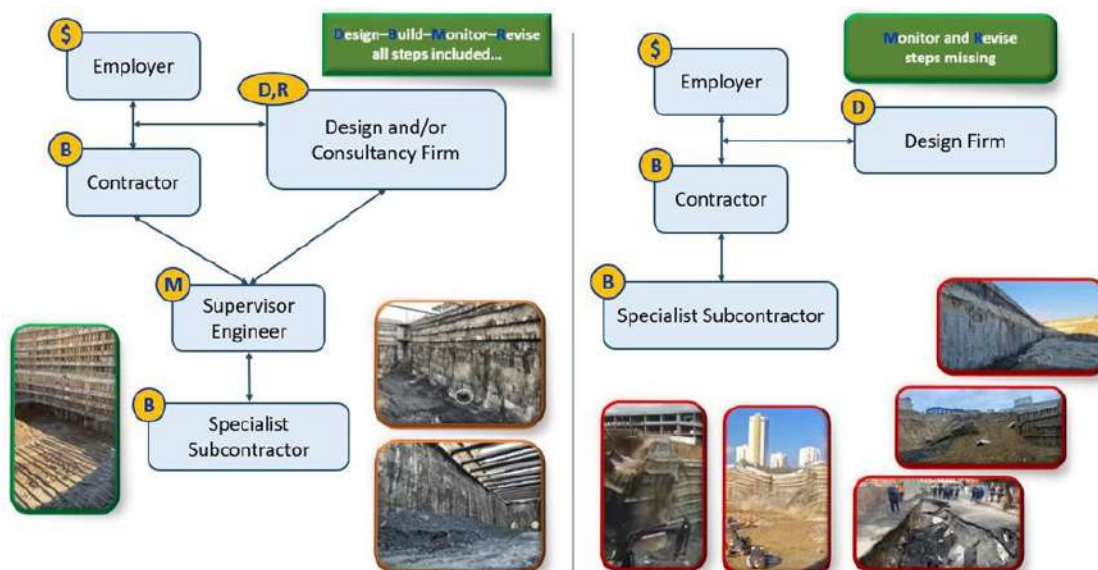 Design–Build–Monitor–Revise
all steps included...
$
Employer
D,R
Design and/or
Consultancy Firm
B
Contractor
M
Supervisor
Engineer
B
Specialist
Subcontractor
Monitor and Revise
steps missing
$
Employer
D
Design Firm
B
Contractor
B
Specialist Subcontractor